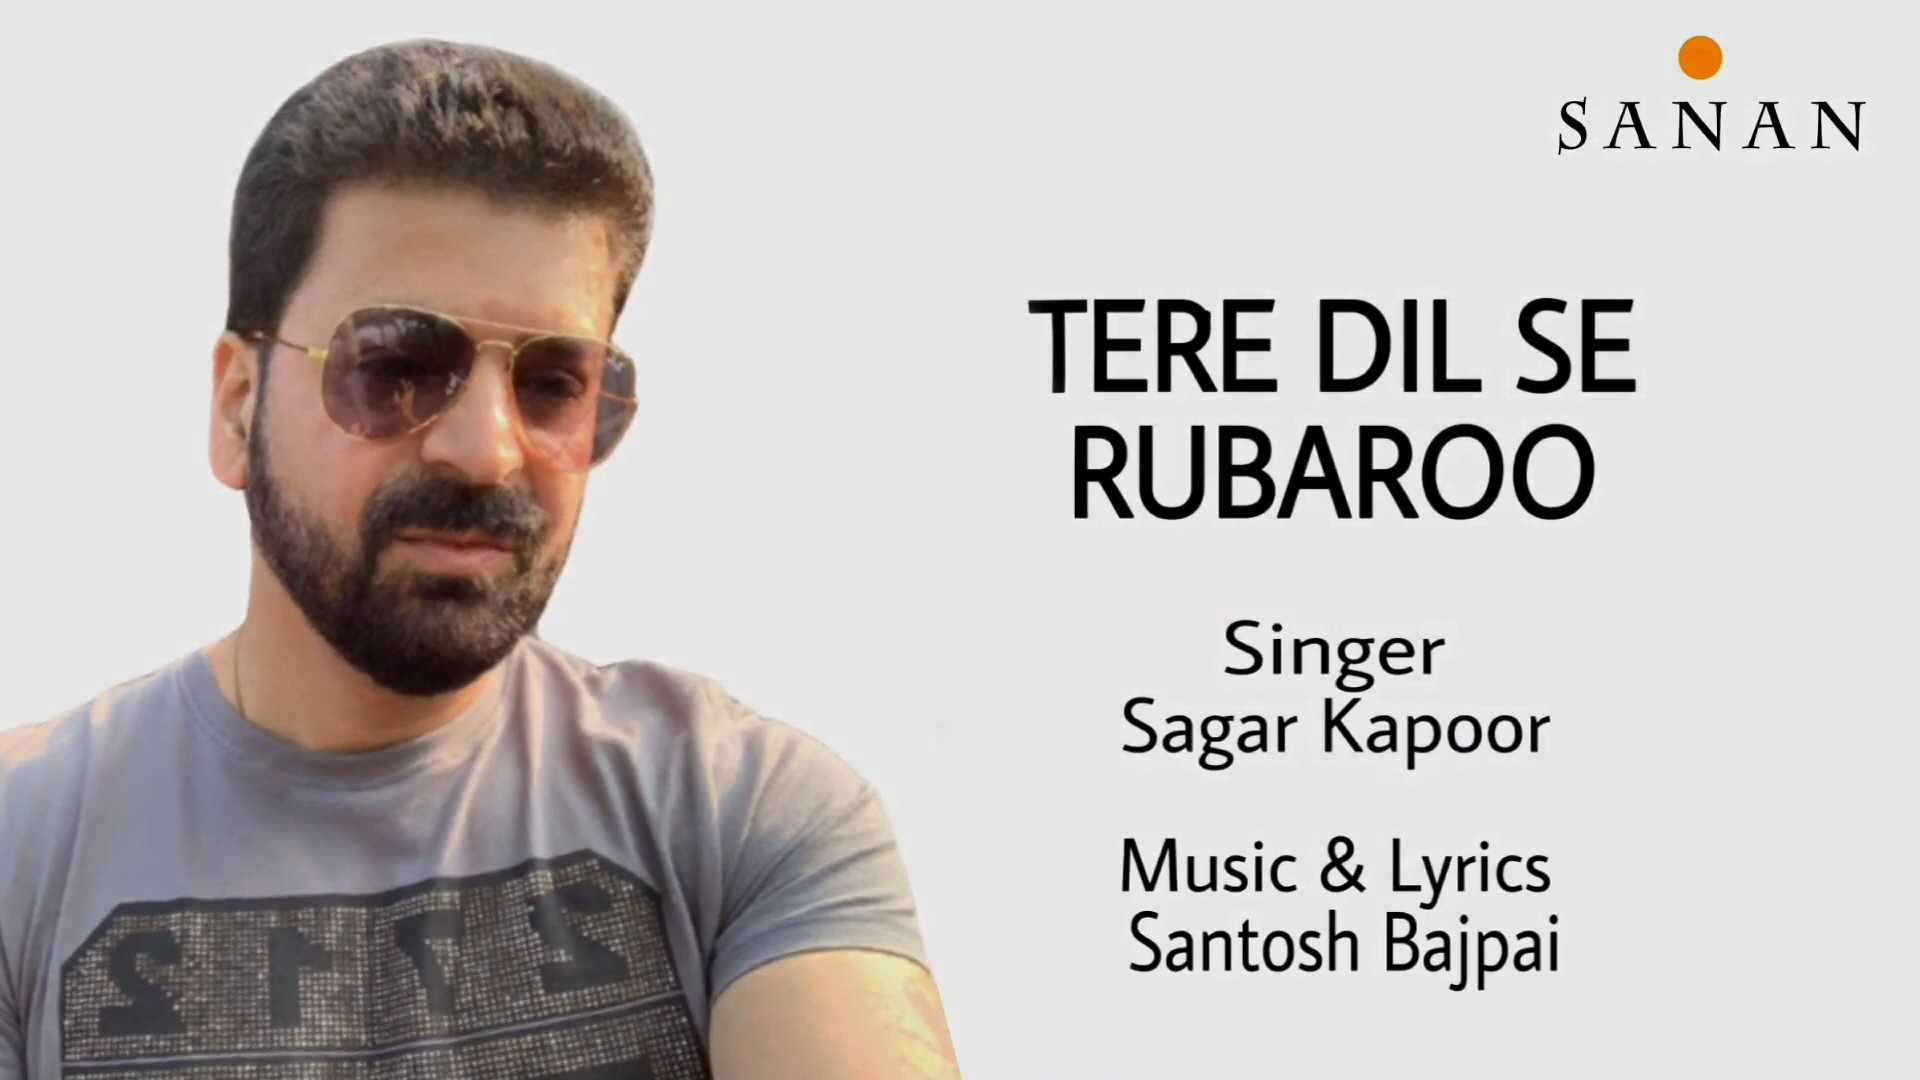 SANAN
TERE DIL SE
RUBAROO
Singer
Sagar Kapoor
Music & Lyrics
Santosh Bajpai